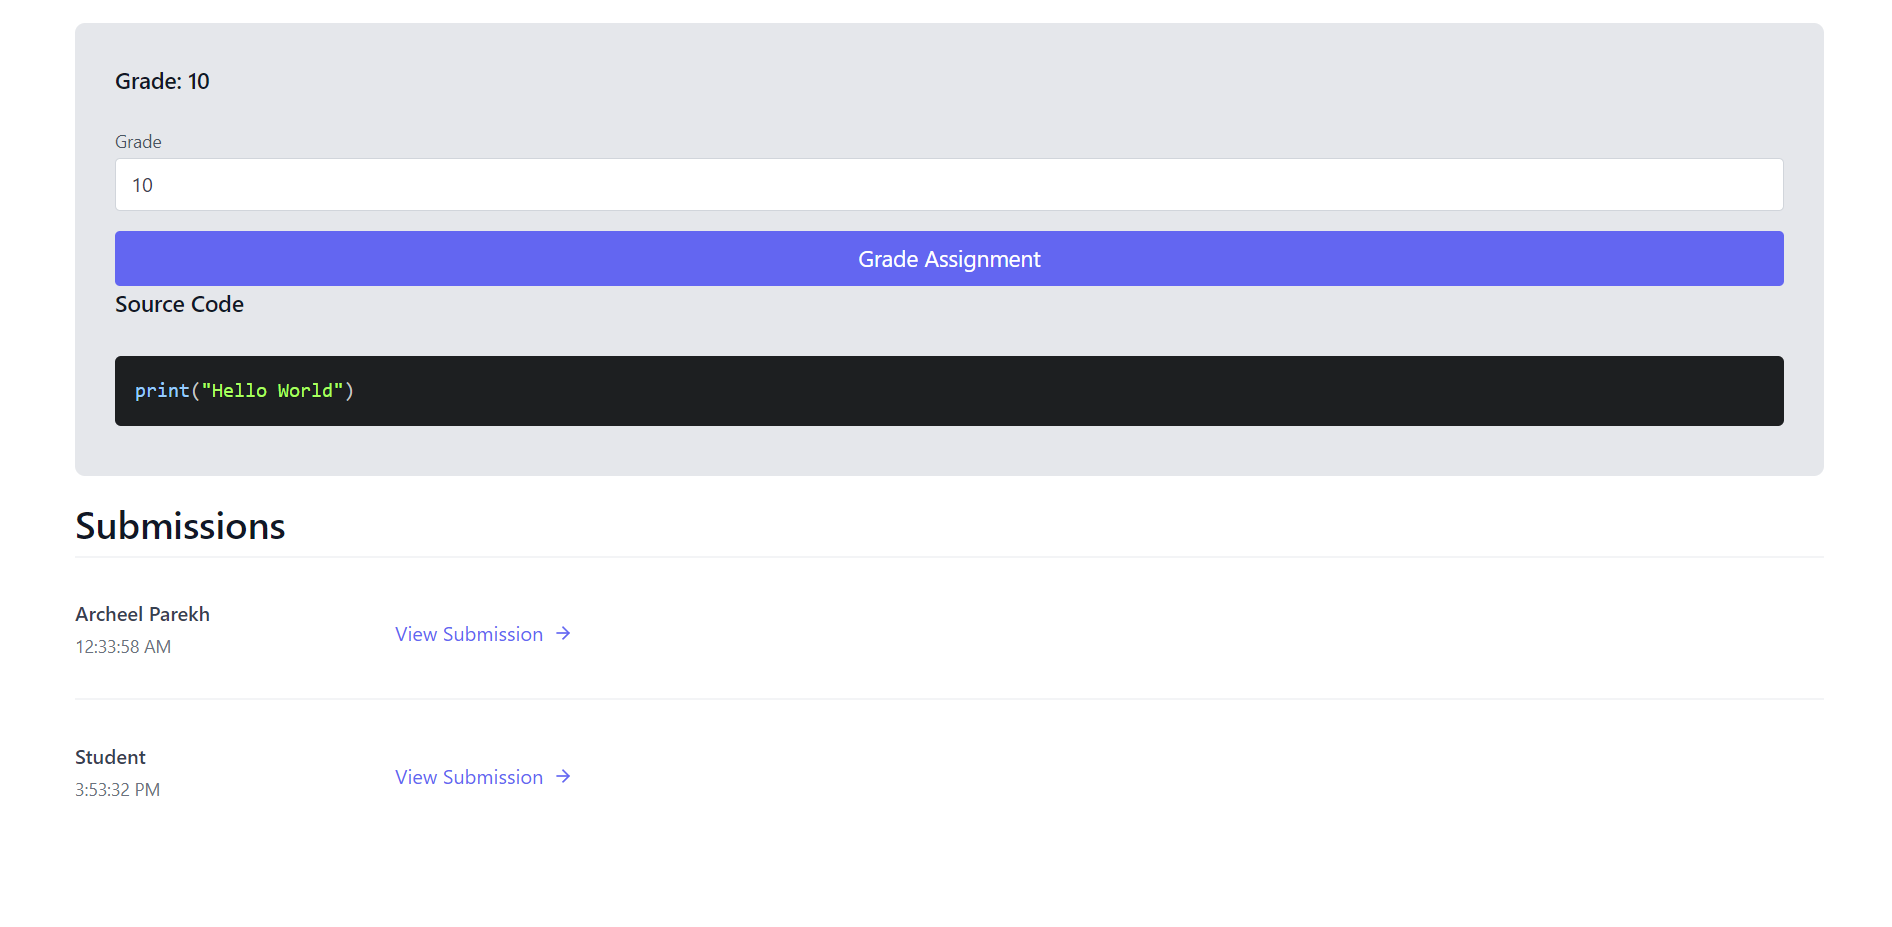 Grade: 10
Grade
10
Grade Assignment
Source Code
print("Hello World")
Submissions
Archeel Parekh
12:33:58 AM
View Submission →
Student
3:53:32 PM
View Submission →